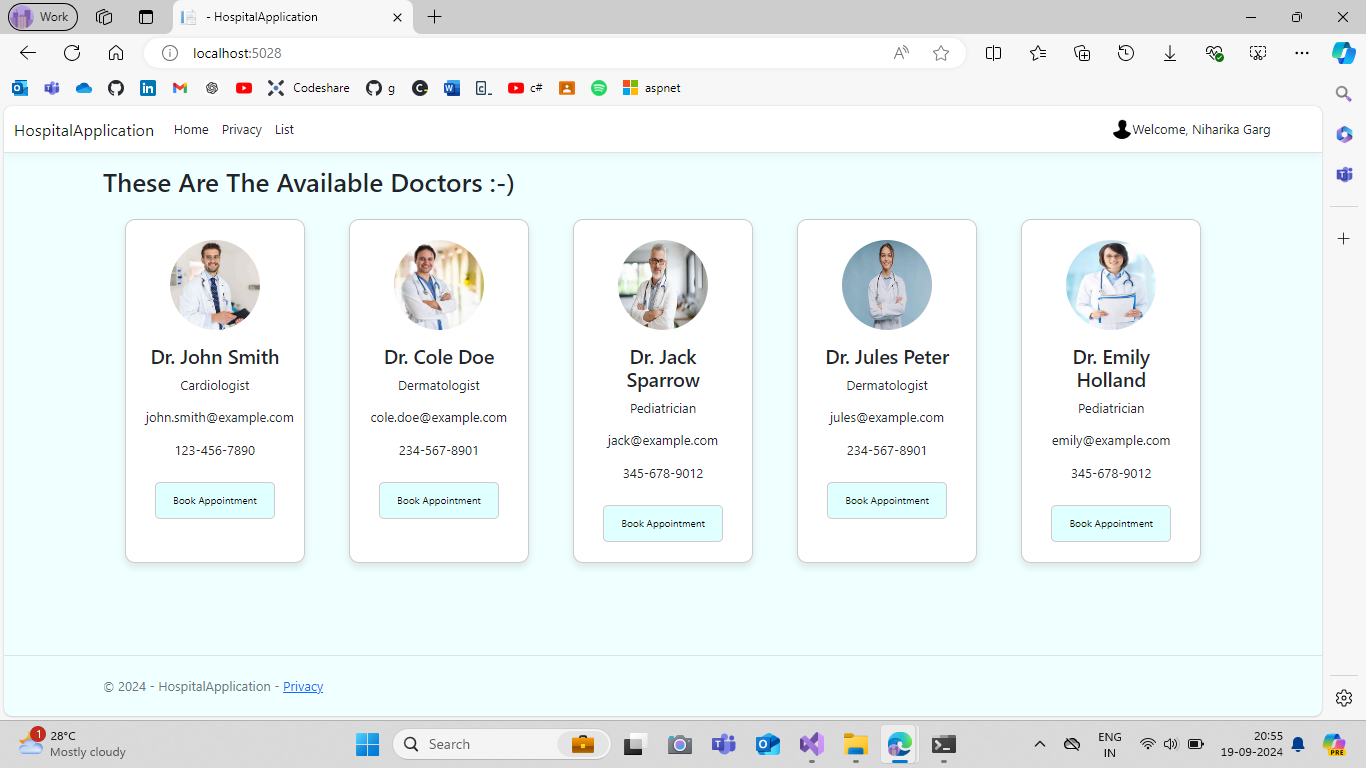 Work
- HospitalApplication
localhost:5028
Codeshare
g
c#
aspnet
HospitalApplication
Home
Privacy
List
Welcome, Niharika Garg
These Are The Available Doctors :-)
Dr. John Smith
Cardiologist
john.smith@example.com
123-456-7890
Book Appointment
Dr. Cole Doe
Dermatologist
cole.doe@example.com
234-567-8901
Book Appointment
Dr. Jack
Sparrow
Pediatrician
jack@example.com
345-678-9012
Book Appointment
Dr. Jules Peter
Dermatologist
jules@example.com
234-567-8901
Book Appointment
Dr. Emily
Holland
Pediatrician
emily@example.com
345-678-9012
Book Appointment
© 2024 - HospitalApplication - Privacy
1
28°C
Mostly cloudy
Search
ENG
IN
20:55
19-09-2024
PRE